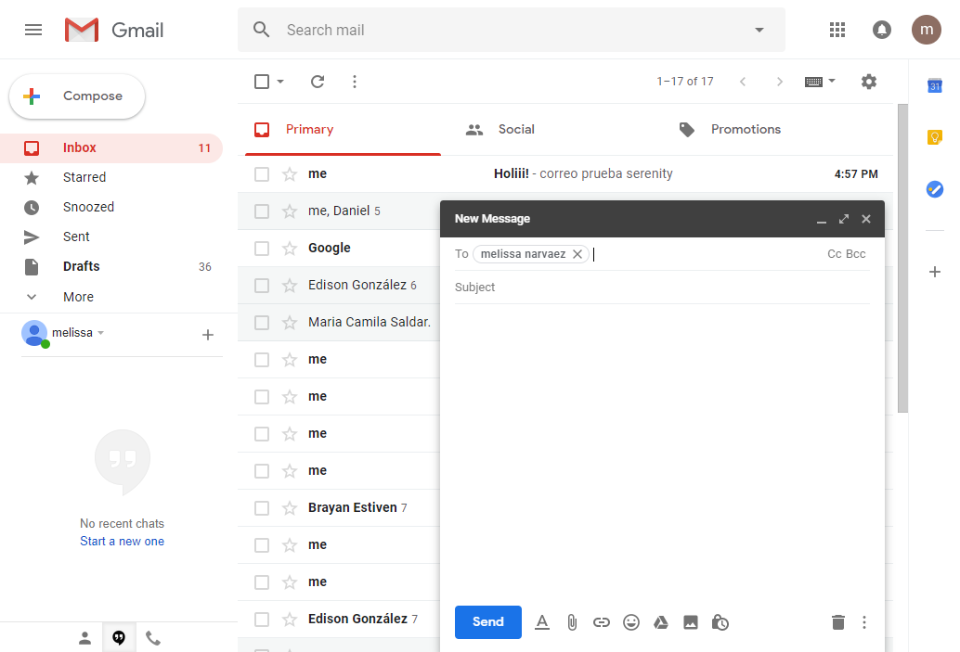 Gmail
Search mail
m
Compose
1–17 of 17
31
Primary
Social
Promotions
Inbox 11
Starred
Snoozed
Sent
Drafts 36
More
melissa
No recent chats
Start a new one
me Holiii! - correo prueba serenity 4:57 PM
me, Daniel 5
Google
Edison González 6
Maria Camila Saldar.
me
me
me
me
Brayan Estiven 7
me
me
Edison González 7
New Message
To melissa narvaez Cc Bcc
Subject
Send